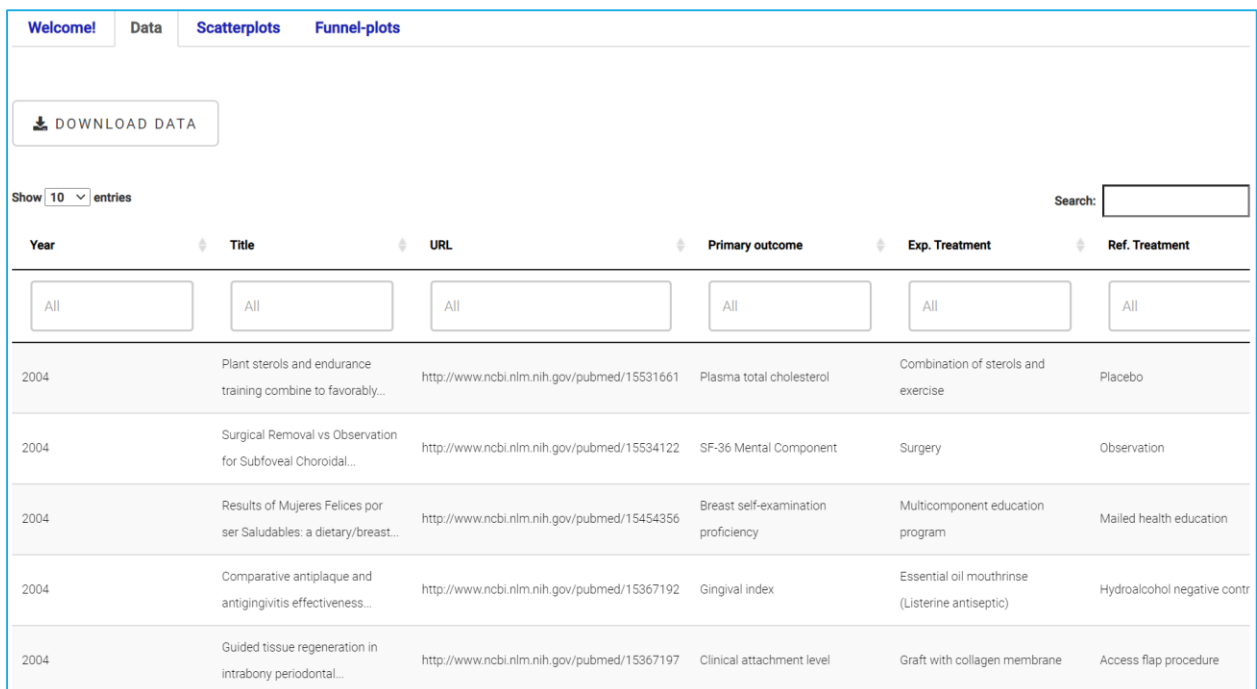 Welcome! Data Scatterplots Funnel-plots
DOWNLOAD DATA
Show 10 entries
Search:
Year Title URL Primary outcome Exp. Treatment Ref. Treatment
All All All All All All
Plant sterols and endurance
training combine to favorably...
2004 http://www.ncbi.nlm.nih.gov/pubmed/15531661 Plasma total cholesterol
Combination of sterols and
exercise
Placebo
Surgical Removal vs Observation
for Subfoveal Choroidal...
2004 http://www.ncbi.nlm.nih.gov/pubmed/15534122 SF-36 Mental Component Surgery Observation
Results of Mujeres Felices por
ser Saludables: a dietary/breast...
2004 http://www.ncbi.nlm.nih.gov/pubmed/15454356
Breast self-examination
proficiency
Multicomponent education
program
Mailed health education
Comparative antiplaque and
antigingivitis effectiveness...
2004 http://www.ncbi.nlm.nih.gov/pubmed/15367192 Gingival index
Essential oil mouthrinse
(Listerine antiseptic)
Hydroalcohol negative contr
Guided tissue regeneration in
intrabony periodontal...
2004 http://www.ncbi.nlm.nih.gov/pubmed/15367197 Clinical attachment level Graft with collagen membrane Access flap procedure